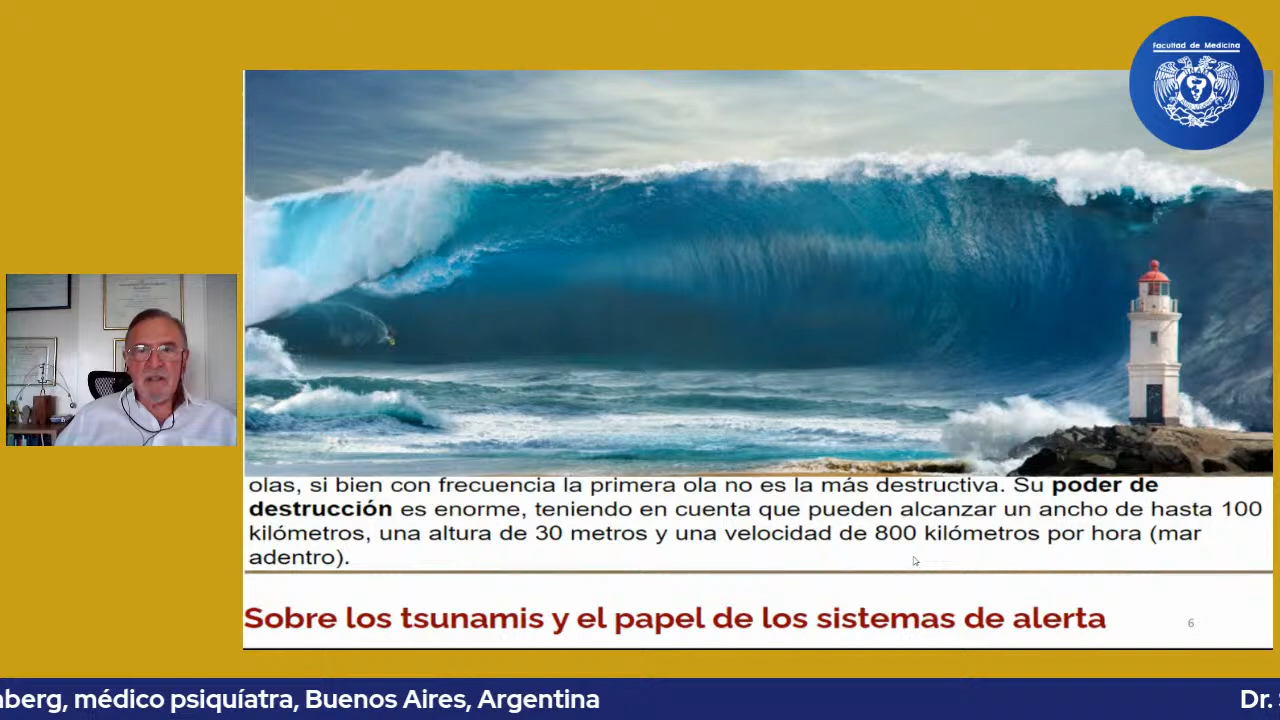 Facultad de Medicina
olas, si bien con frecuencia la primera ola no es la más destructiva. Su poder de
destrucción es enorme, teniendo en cuenta que pueden alcanzar un ancho de hasta 100
kilómetros, una altura de 30 metros y una velocidad de 800 kilómetros por hora (mar
adentro).
Sobre los tsunamis y el papel de los sistemas de alerta
6
berg, médico psiquíatra, Buenos Aires, Argentina
Dr.